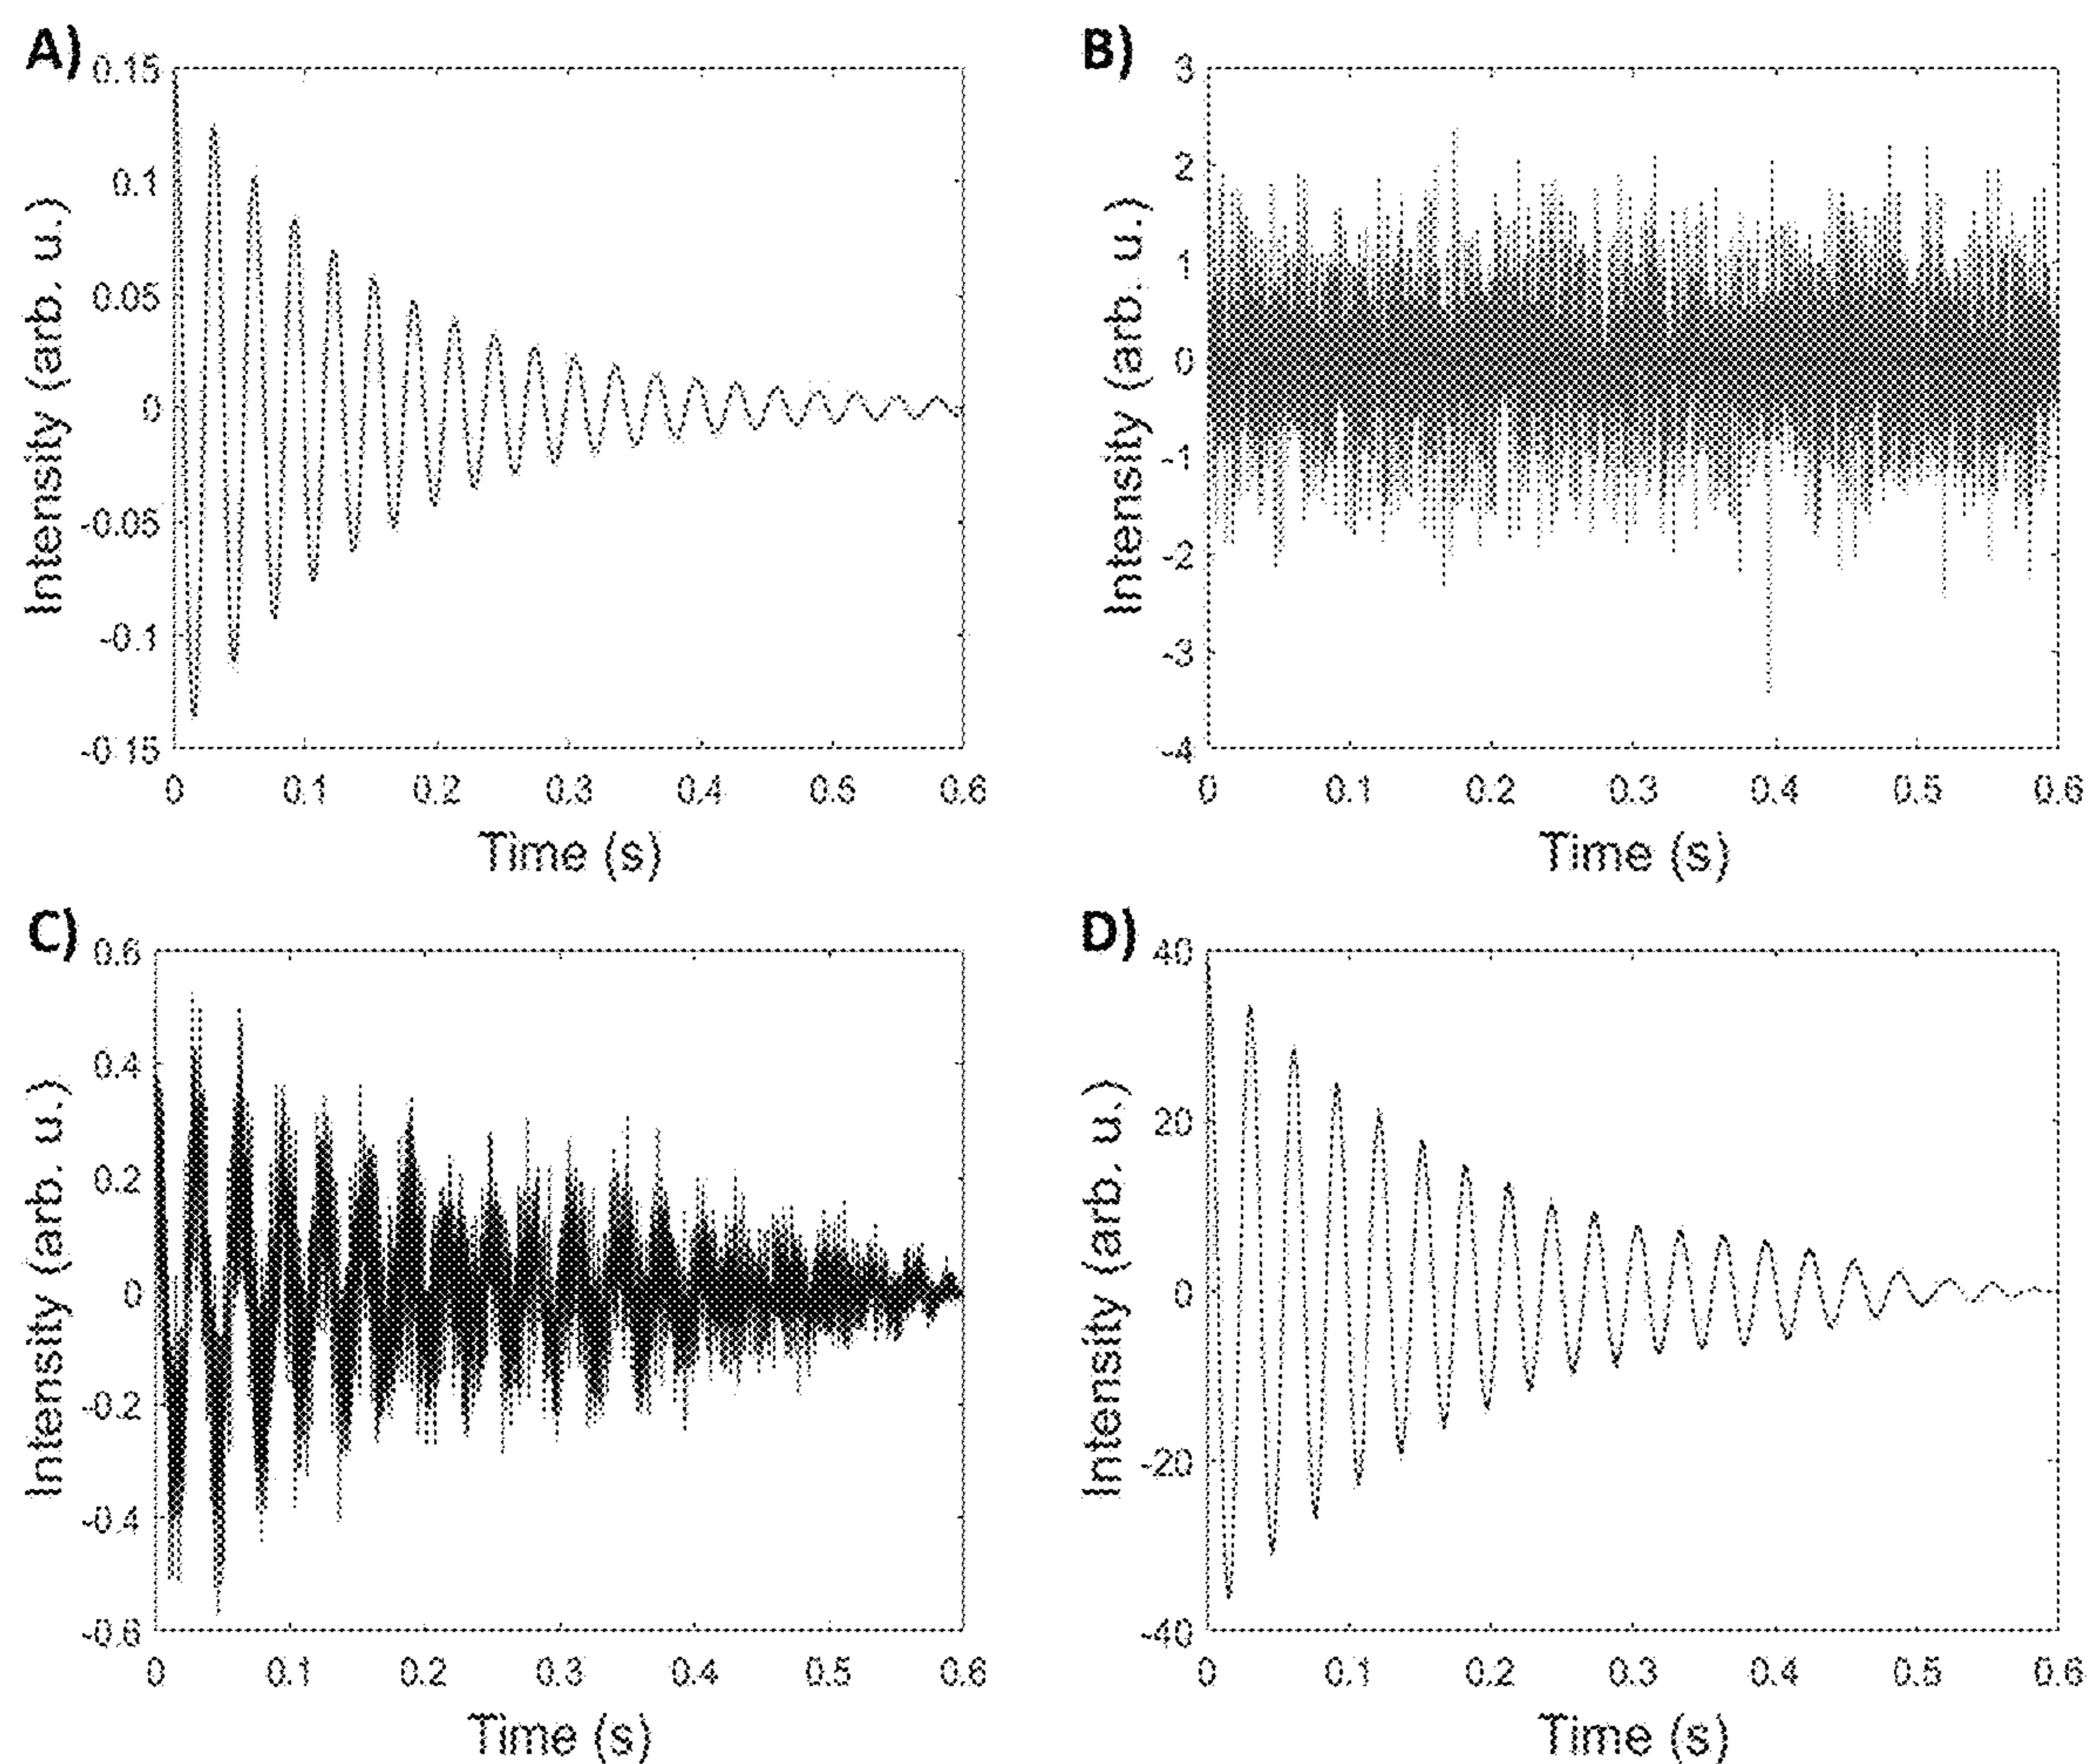 A)
0.15
0.1
0.05
0
-0.05
-0.1
-0.15
0 0.1 0.2 0.3 0.4 0.5 0.6
Time (s)
Intensity (arb. u.)
B)
3
2
1
0
-1
-2
-3
-4
0 0.1 0.2 0.3 0.4 0.5 0.6
Time (s)
Intensity (arb. u.)
C)
0.6
0.4
0.2
0
-0.2
-0.4
-0.6
0 0.1 0.2 0.3 0.4 0.5 0.6
Time (s)
Intensity (arb. u.)
D)
40
20
0
-20
-40
0 0.1 0.2 0.3 0.4 0.5 0.6
Time (s)
Intensity (arb. u.)